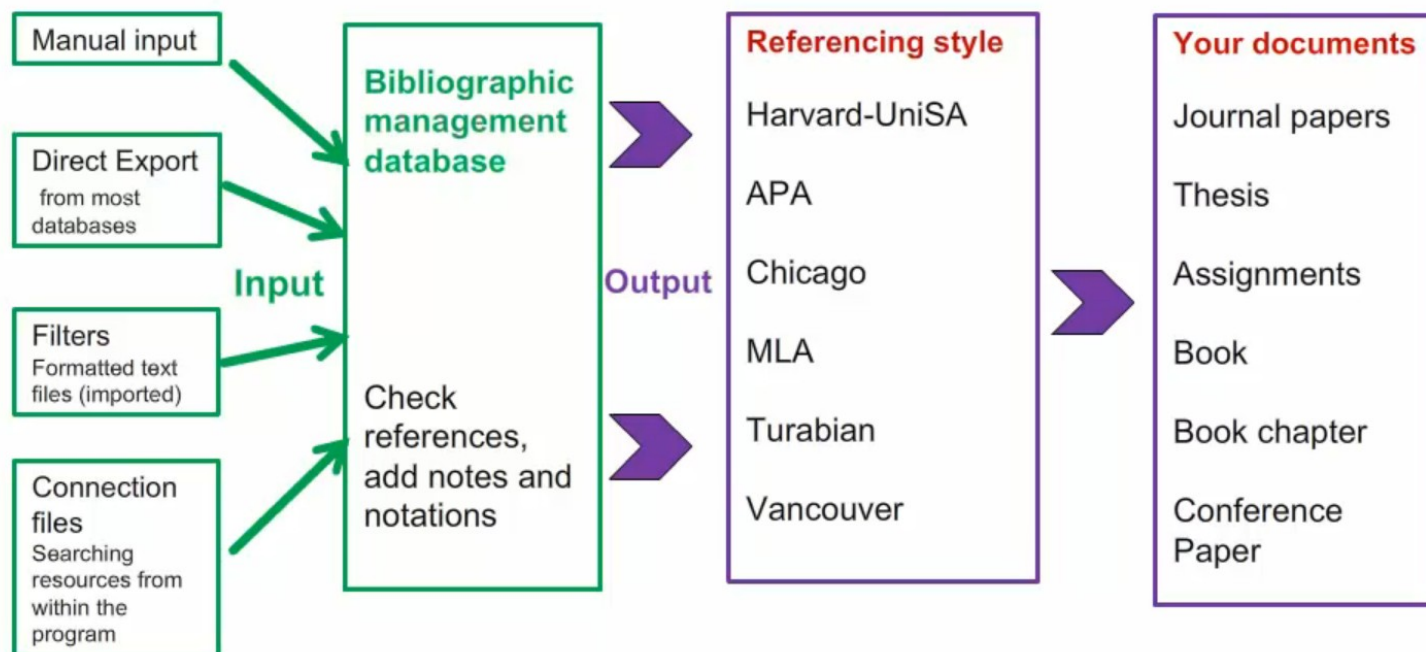 Manual input
Direct Export
from most
databases
Filters
Formatted text
files (imported)
Connection
files
Searching
resources from
within the
program
Input
Bibliographic
management
database
Check
references,
add notes and
notations
Output
Referencing style
Harvard-UniSA
APA
Chicago
MLA
Turabian
Vancouver
Your documents
Journal papers
Thesis
Assignments
Book
Book chapter
Conference
Paper